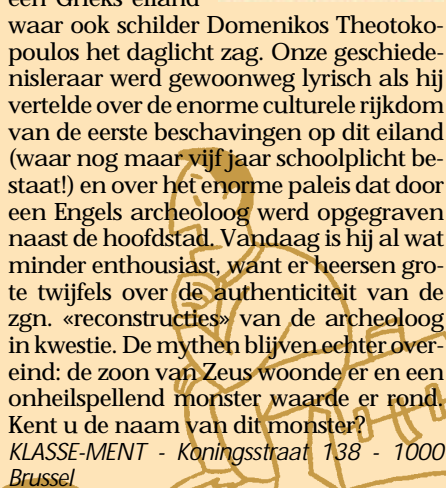 een Grieks eiland
waar ook schilder Domenikos Theotoko-
poulos het daglicht zag. Onze geschiede-
nisleraar werd gewoonweg lyrisch als hij
vertelde over de enorme culturele rijkdom
van de eerste beschavingen op dit eiland
(waar nog maar vijf jaar schoolplicht be-
staat!) en over het enorme paleis dat door
een Engels archeoloog werd opgegraven
naast de hoofdstad. Vandaag is hij al wat
minder enthousiast, want er heersen gro-
te twijfels over de authenticiteit van de
zgn. «reconstructies» van de archeoloog
in kwestie. De mythen blijven echter over-
eind: de zoon van Zeus woonde er en een
onheilspellend monster waarde er rond.
Kent u de naam van dit monster?
KLASSE-MENT - Koningsstraat 138 - 1000
Brussel